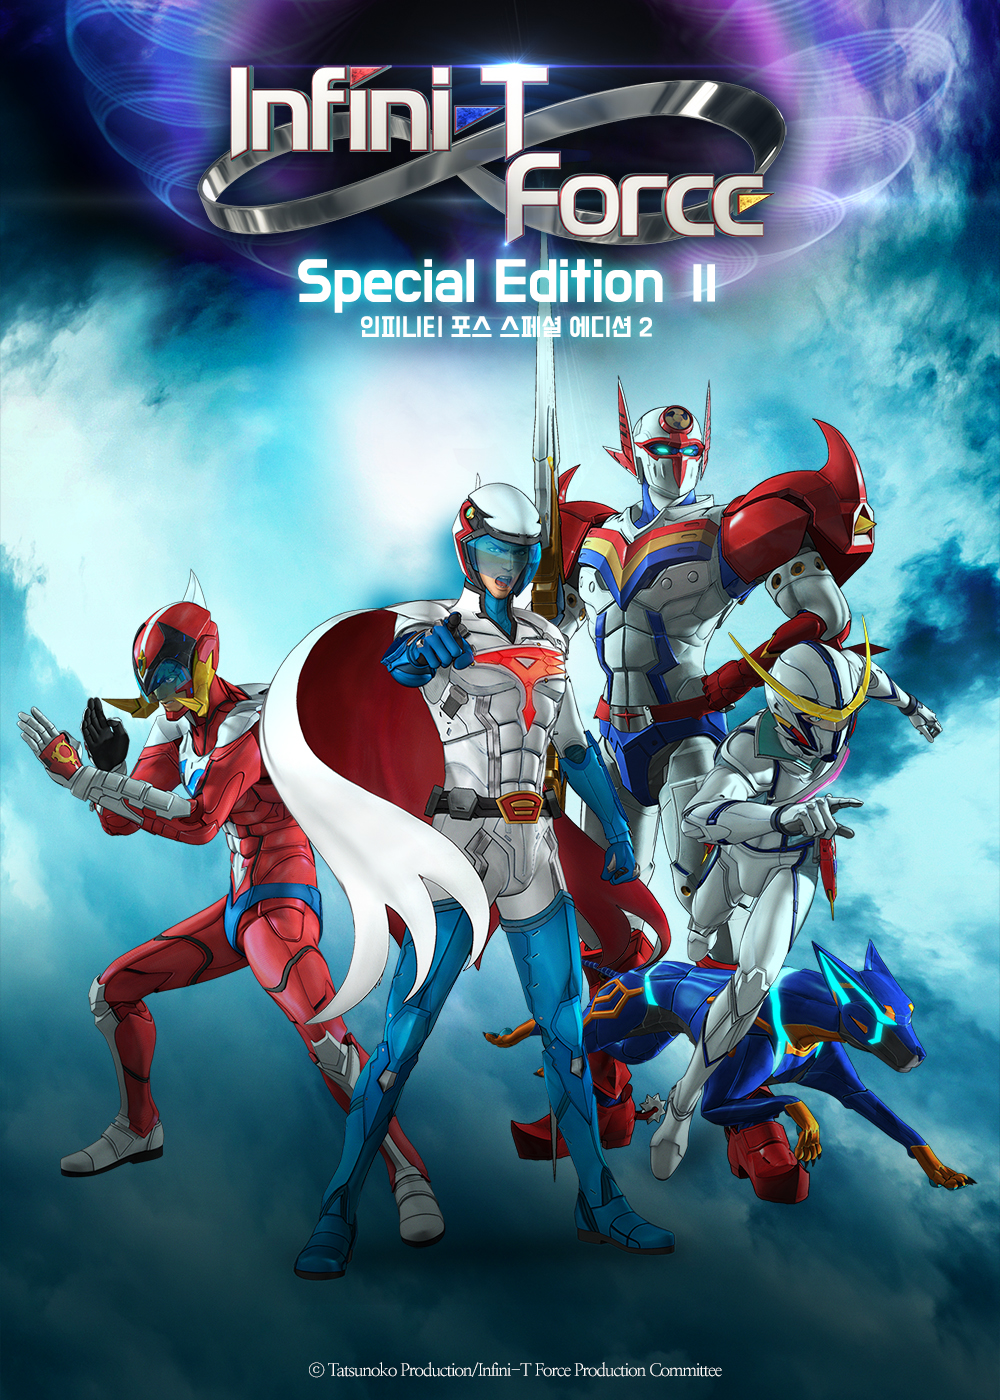 Infini-T
Force
Special Edition II
인피니티 포스 스페셜 에디션 2
© Tatsunoko Production/Infini-T Force Production Committee